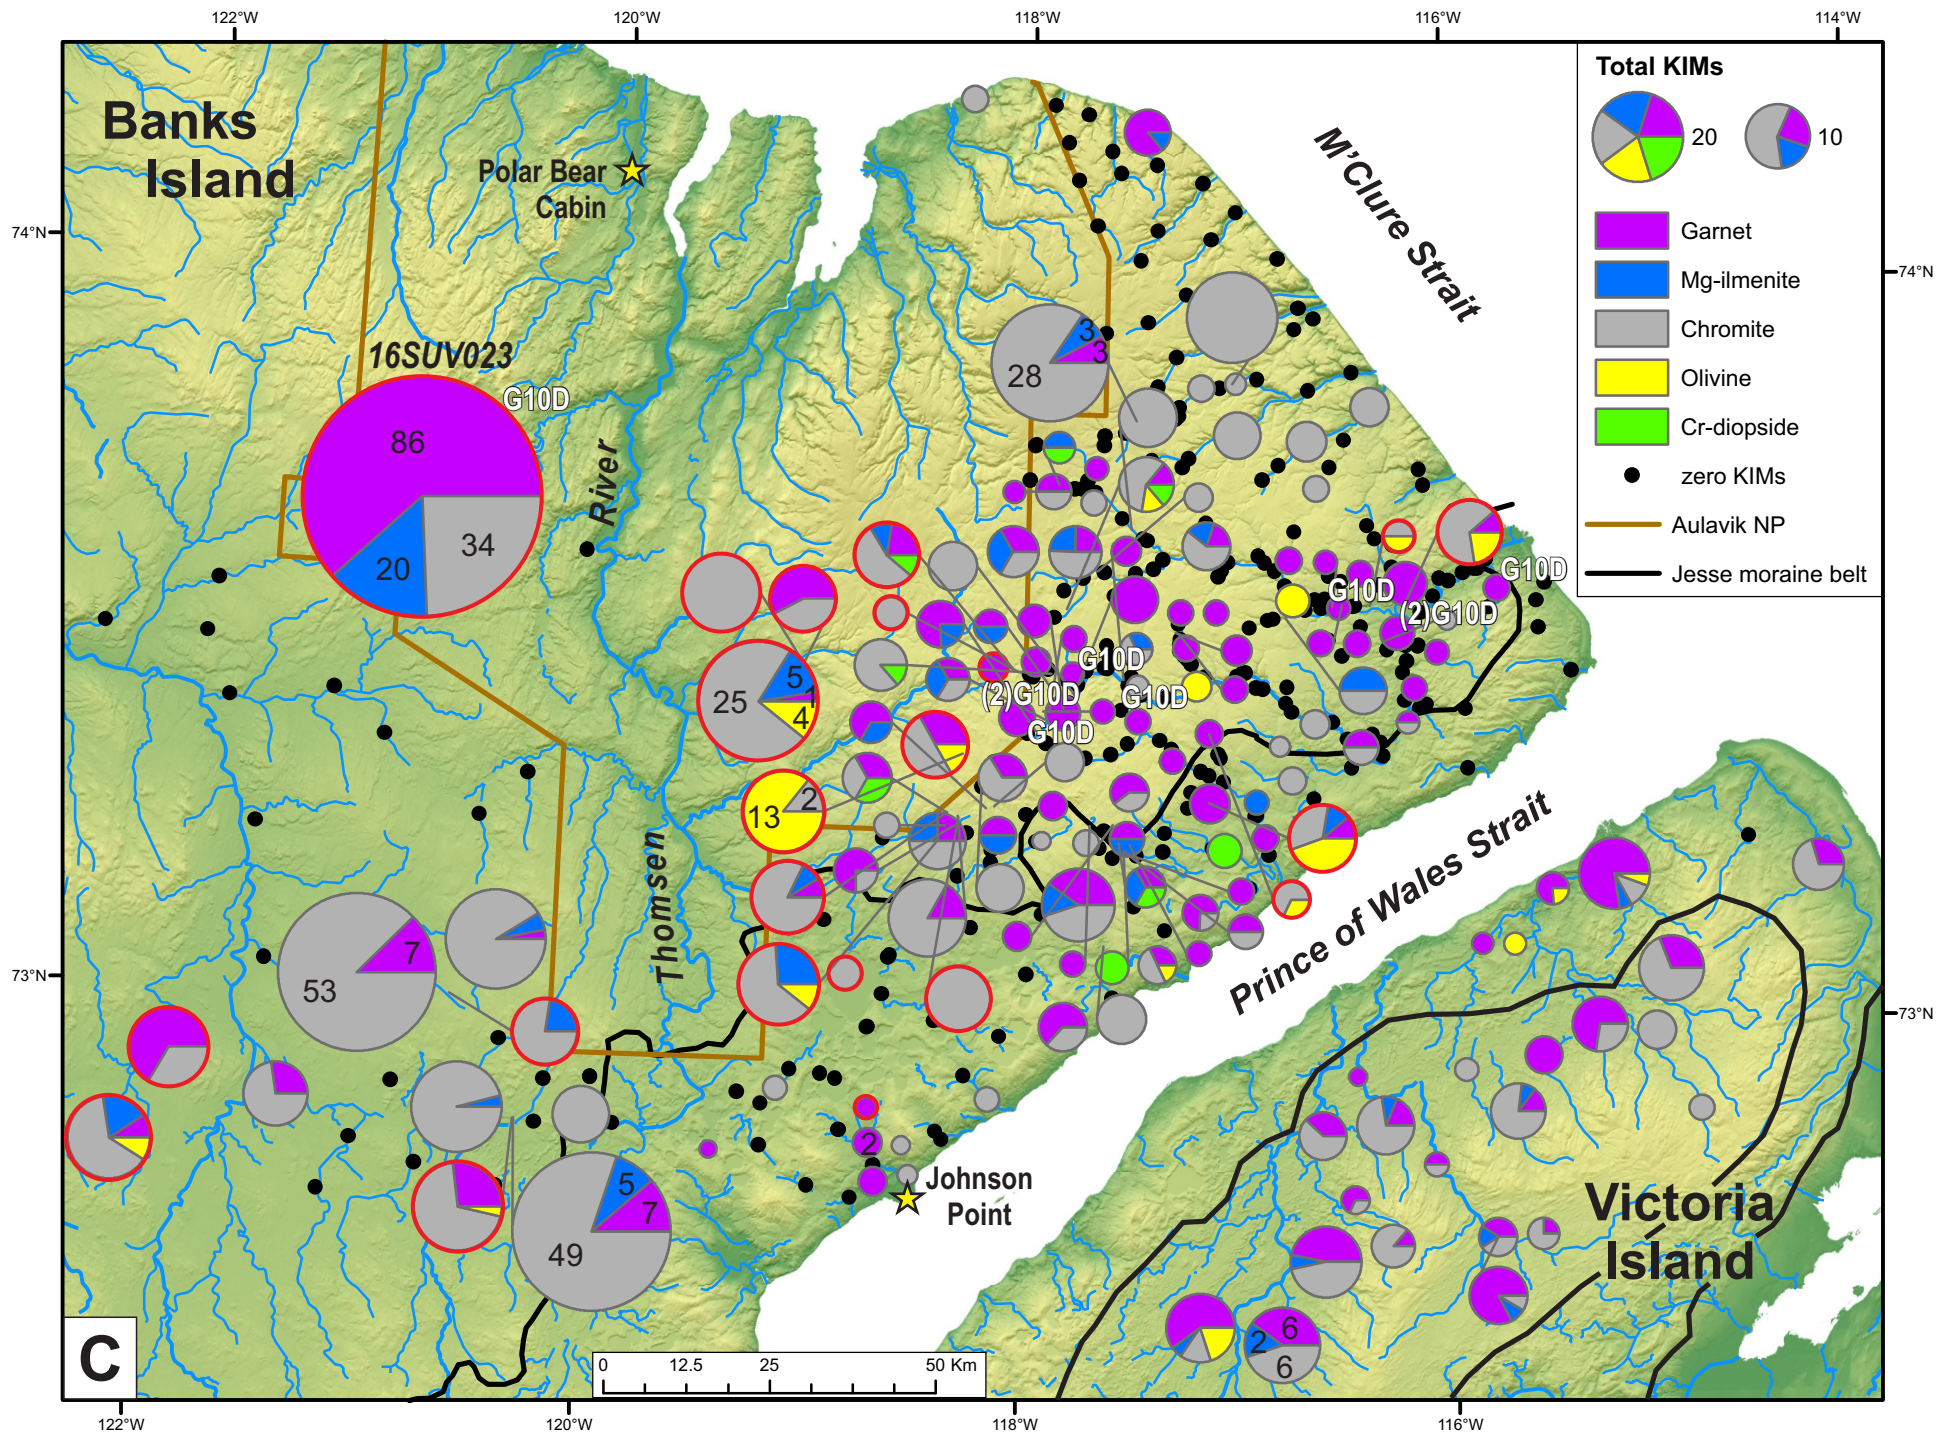 122°W
120°W
118°W
116°W
114°W
Banks
Island
Polar Bear
Cabin
M'Clure Strait
Total KIMs
20
10
Garnet
Mg-ilmenite
Chromite
Olivine
Cr-diopside
zero KIMs
Aulavik NP
Jesse moraine belt
74°N
74°N
16SUV023
G10D
86
20
34
River
3
3
28
G10D
G10D
(2)G10D
G10D
(2)G10D
G10D
G10D
5
1
25
4
2
13
Thomsen
Prince of Wales Strait
7
53
73°N
73°N
2
5
7
49
Johnson
Point
Victoria
Island
6
2
6
C
0
12.5
25
50 Km
122°W
120°W
118°W
116°W